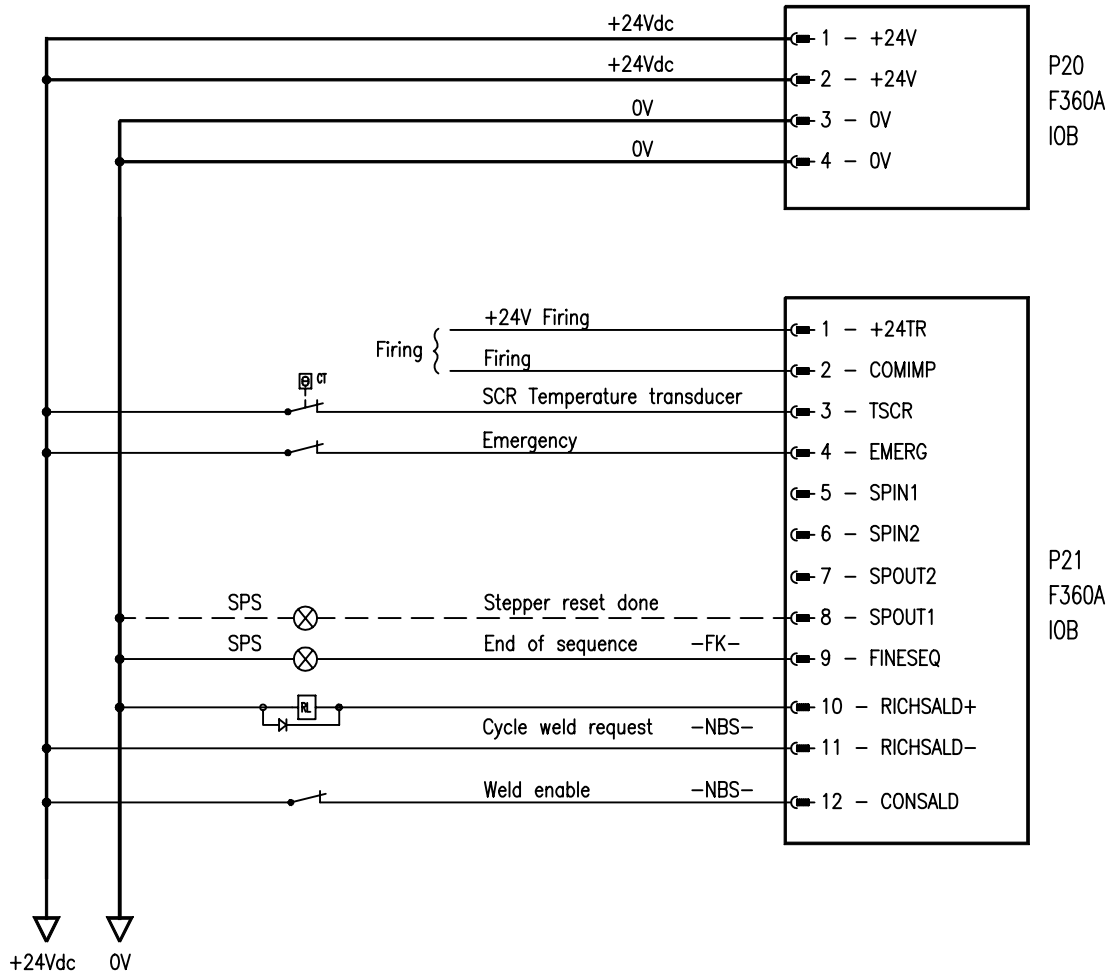 +24Vdc
1 – +24V
+24Vdc
2 – +24V
0V
3 – 0V
0V
4 – 0V
P20
F360A
IOB
+24V Firing
1 – +24TR
Firing
Firing
2 – COMIMP
CT
SCR Temperature transducer
3 – TSCR
Emergency
4 – EMERG
5 – SPIN1
6 – SPIN2
7 – SPOUT2
P21
F360A
IOB
SPS
Stepper reset done
8 – SPOUT1
SPS
End of sequence –FK–
9 – FINESEQ
RL
10 – RICHSALD+
Cycle weld request –NBS–
11 – RICHSALD–
Weld enable –NBS–
12 – CONSALD
+24Vdc
0V